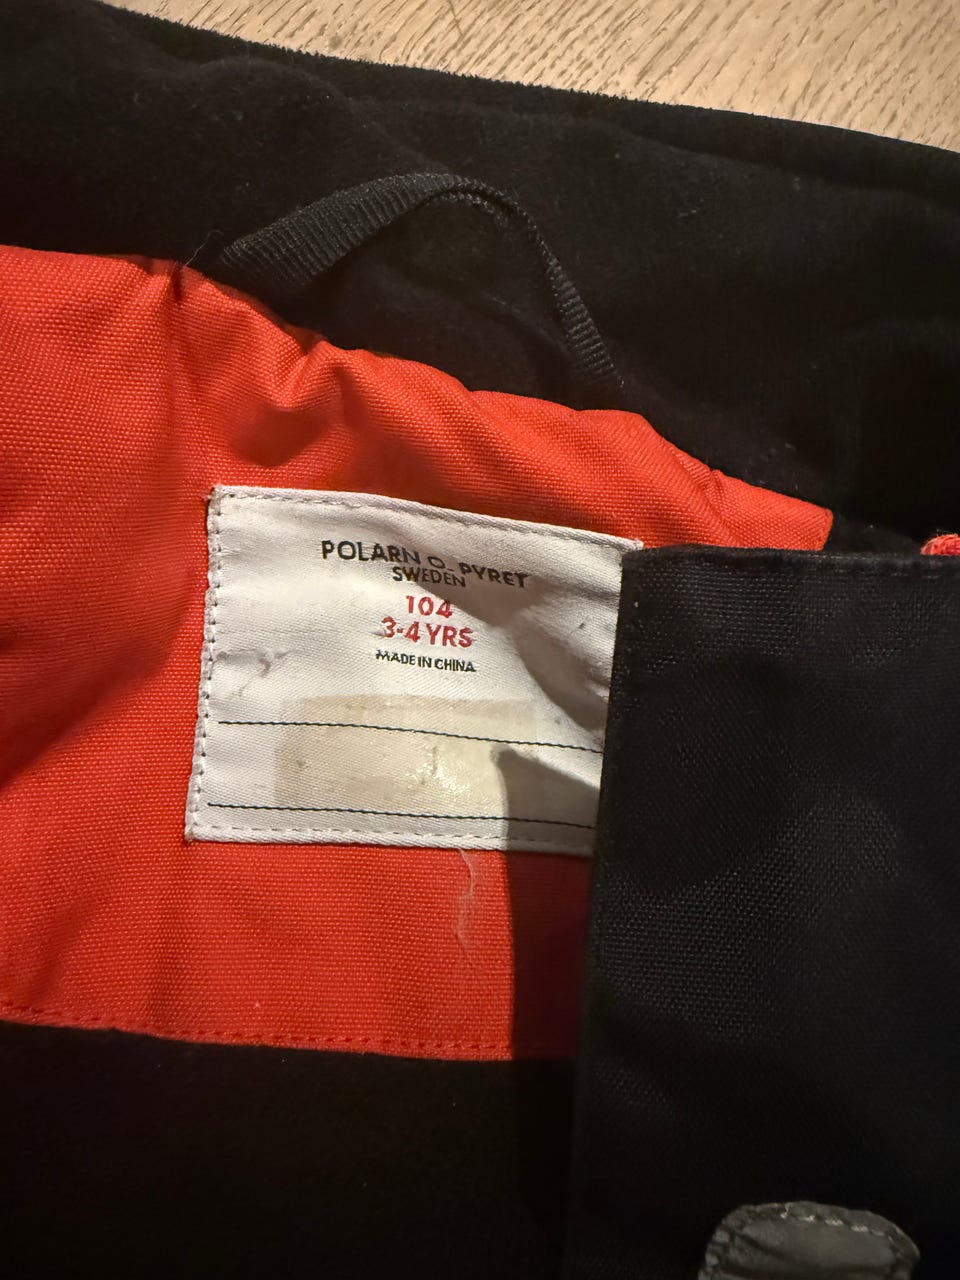 POLARN O. PYRET
SWEDEN
104
3-4 YRS
MADE IN CHINA